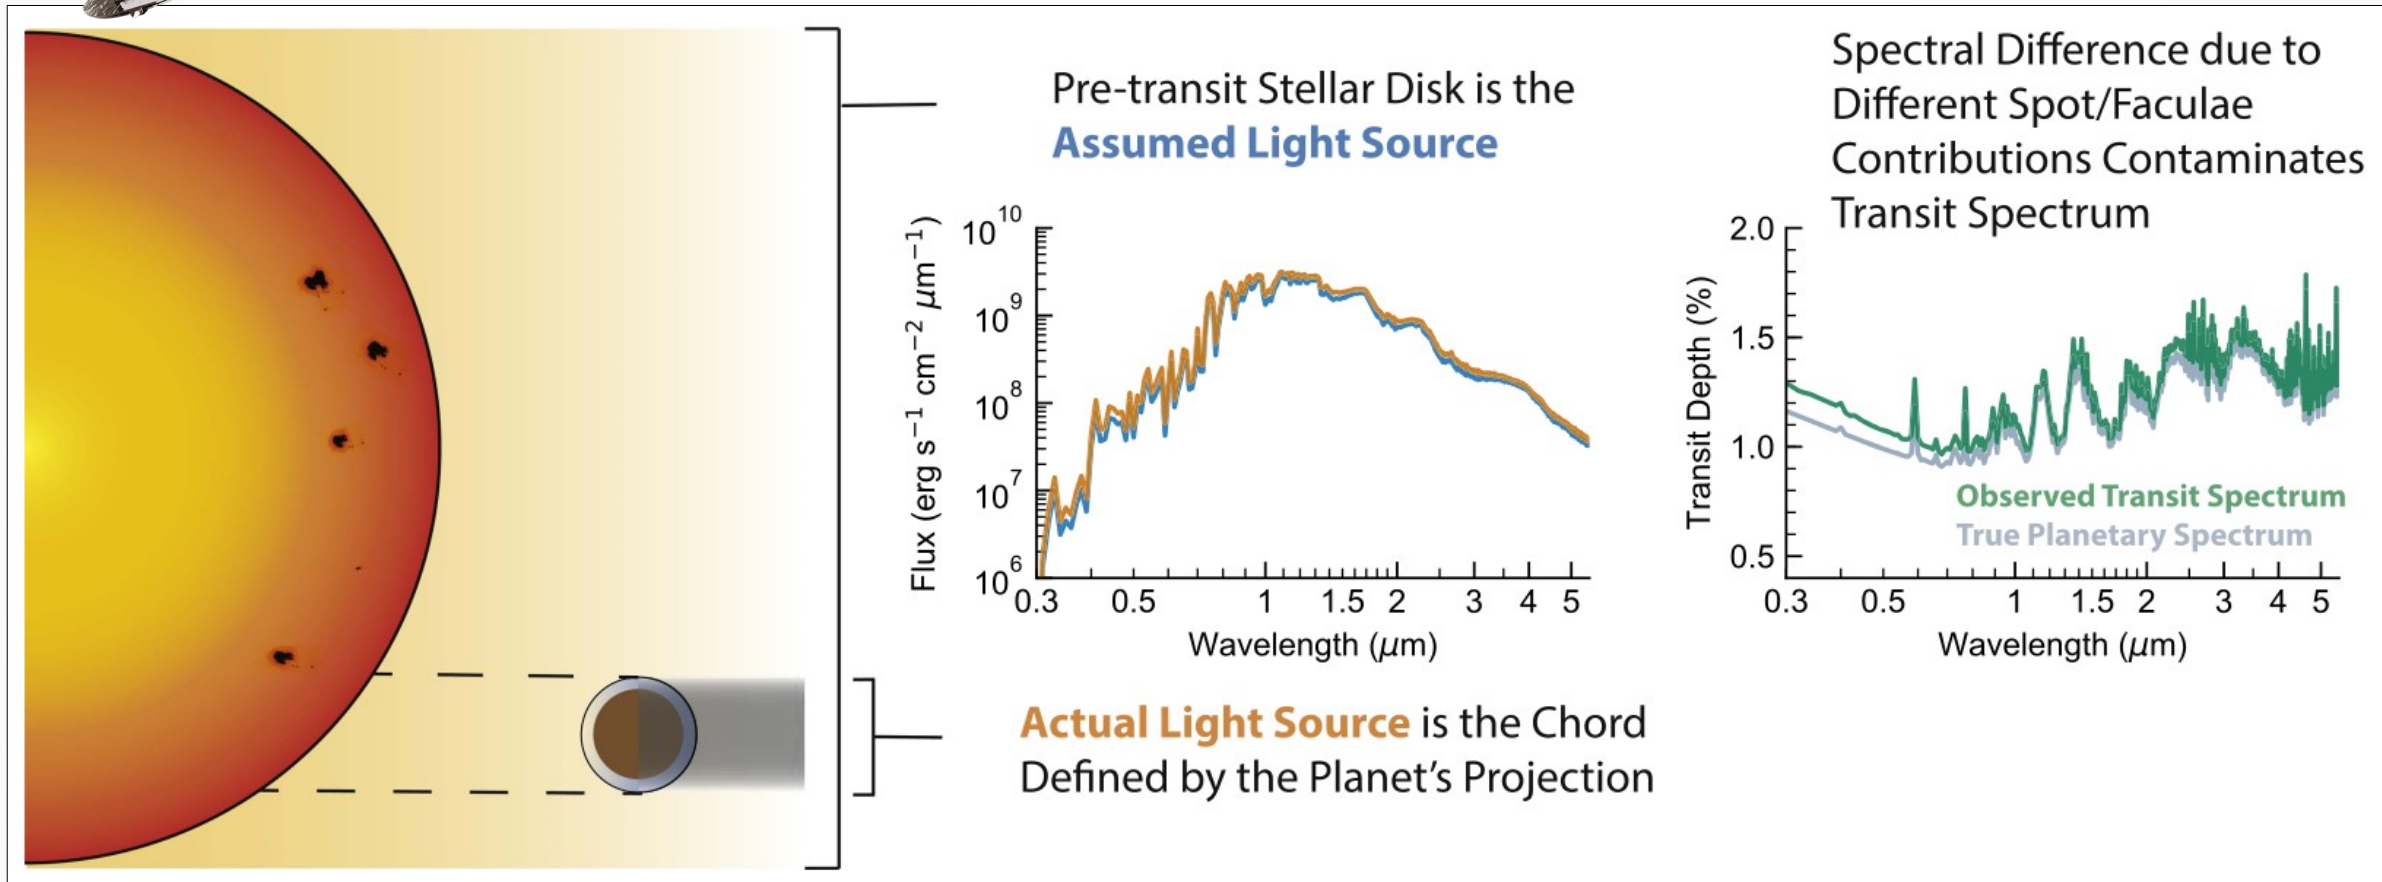 Pre-transit Stellar Disk is the
Assumed Light Source
Flux (erg s⁻¹ cm⁻² μm⁻¹)
10¹⁰
10⁹
10⁸
10⁷
10⁶
0.3 0.5 1 1.5 2 3 4 5
Wavelength (μm)
Actual Light Source is the Chord
Defined by the Planet's Projection
Spectral Difference due to
Different Spot/Faculae
Contributions Contaminates
Transit Spectrum
Transit Depth (%)
2.0
1.5
1.0
0.5
Observed Transit Spectrum
True Planetary Spectrum
0.3 0.5 1 1.5 2 3 4 5
Wavelength (μm)